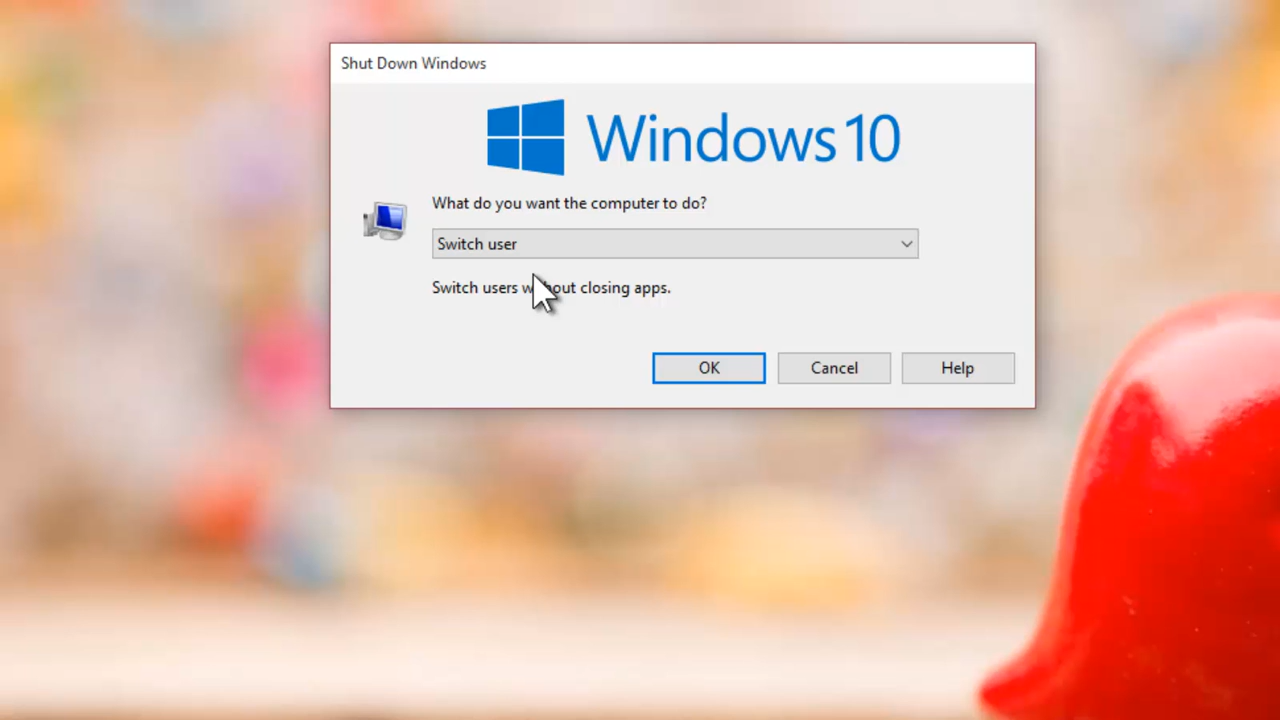 Shut Down Windows
Windows 10
What do you want the computer to do?
Switch user
Switch users without closing apps.
OK
Cancel
Help